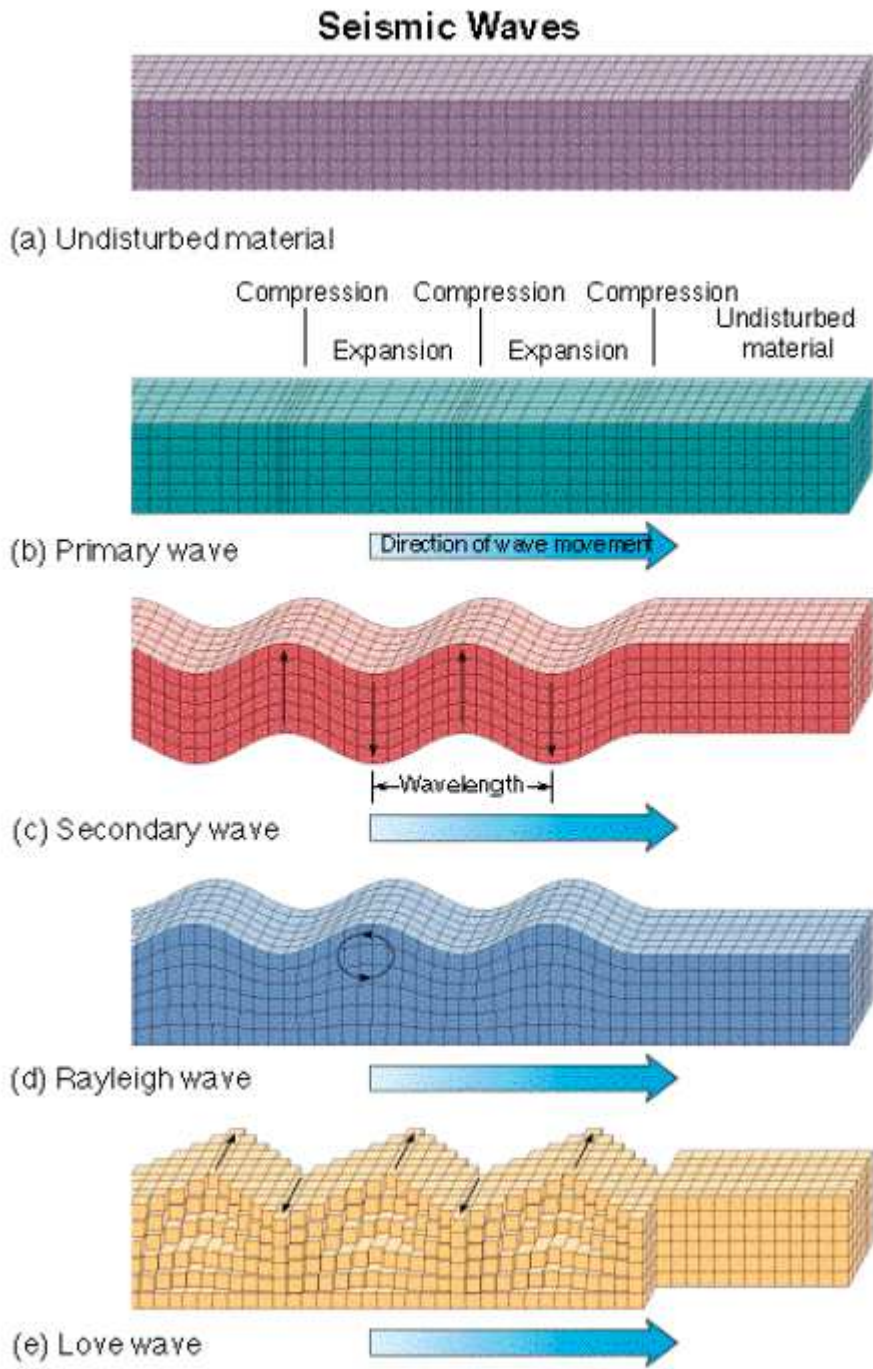 Seismic Waves
(a) Undisturbed material
Compression Compression Compression
Expansion Expansion
Undisturbed
material
(b) Primary wave
Direction of wave movement
Wavelength
(c) Secondary wave
(d) Rayleigh wave
(e) Love wave